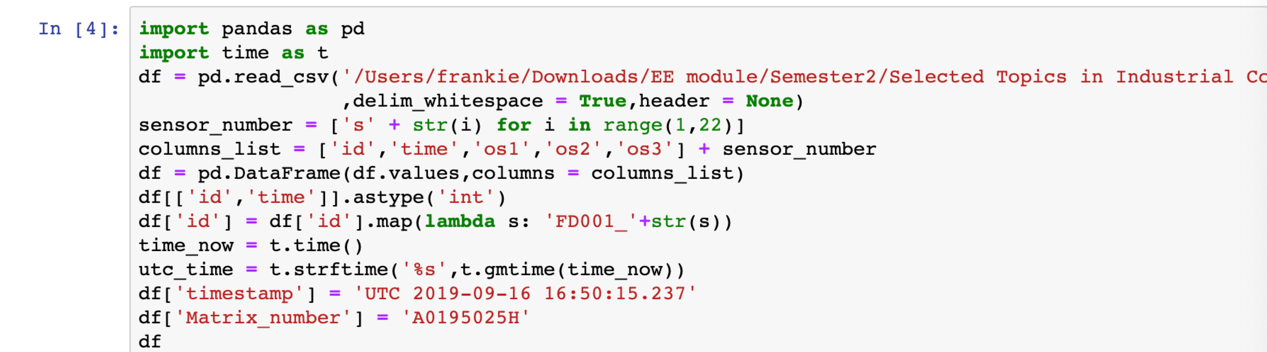 In [4]: import pandas as pd
import time as t
df = pd.read_csv('/Users/frankie/Downloads/EE module/Semester2/Selected Topics in Industrial Co
,delim_whitespace = True,header = None)
sensor_number = ['s' + str(i) for i in range(1,22)]
columns_list = ['id','time','os1','os2','os3'] + sensor_number
df = pd.DataFrame(df.values,columns = columns_list)
df[['id','time']].astype('int')
df['id'] = df['id'].map(lambda s: 'FD001_'+str(s))
time_now = t.time()
utc_time = t.strftime('%s',t.gmtime(time_now))
df['timestamp'] = 'UTC 2019-09-16 16:50:15.237'
df['Matrix_number'] = 'A0195025H'
df